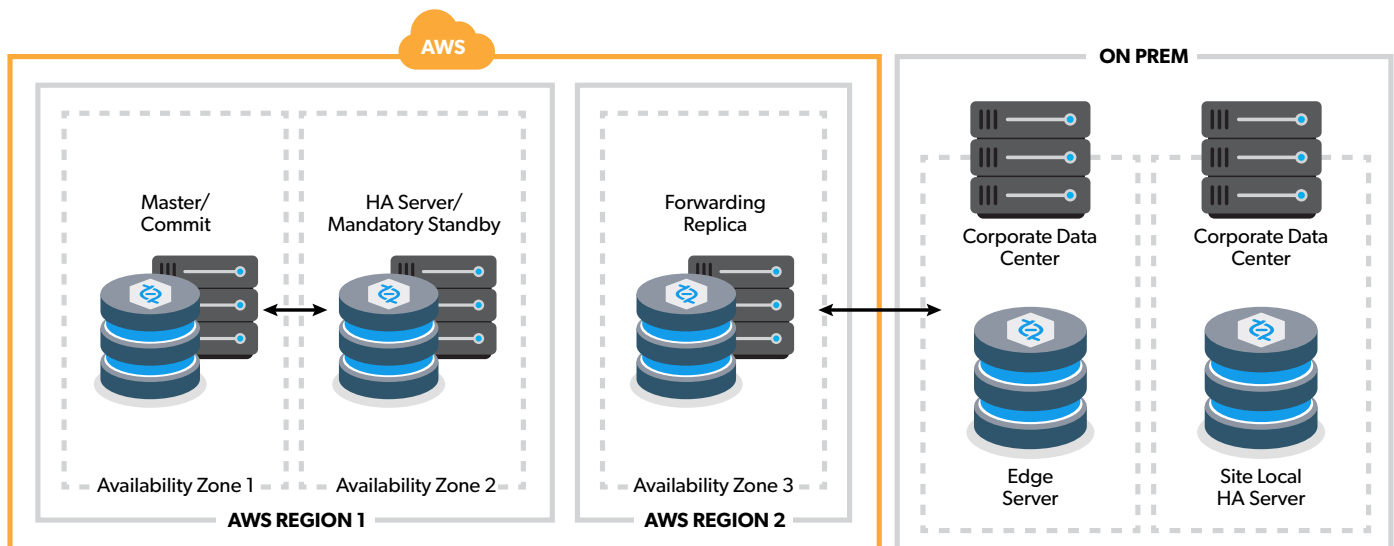 AWS
ON PREM
Master/
Commit
HA Server/
Mandatory Standby
Forwarding
Replica
Corporate Data
Center
Corporate Data
Center
Availability Zone 1
Availability Zone 2
Availability Zone 3
Edge
Server
Site Local
HA Server
AWS REGION 1
AWS REGION 2